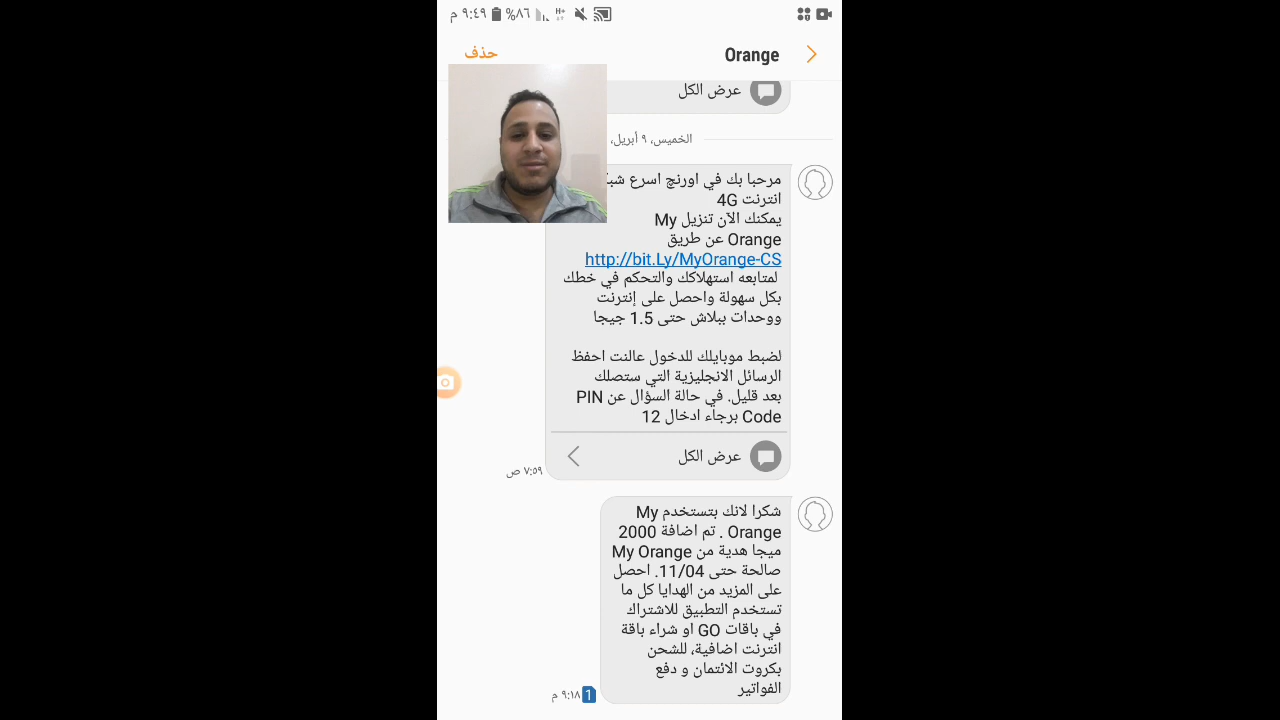 ٩:٤٩ م %٨٦ H+
Orange
حذف
عرض الكل
الخميس، ٩ أبريل،
مرحبا بك في اورنچ اسرع
انترنت 4G
يمكنك الآن تنزيل My
Orange عن طريق
http://bit.Ly/MyOrange-CS
لمتابعه استهلاكك والتحكم في خطك
بكل سهولة واحصل على إنترنت
ووحدات ببلاش حتى 1.5 جيجا
لضبط موبايلك للدخول عالنت احفظ
الرسائل الانجليزية التي ستصلك
بعد قليل. في حالة السؤال عن PIN
Code برجاء ادخال 12
عرض الكل
٧:٥٩ ص
شكرا لانك بتستخدم My
Orange . تم اضافة 2000
ميجا هدية من My Orange
صالحة حتى 11/04. احصل
على المزيد من الهدايا كل ما
تستخدم التطبيق للاشتراك
في باقات GO او شراء باقة
انترنت اضافية، للشحن
بكروت الائتمان و دفع
الفواتير
1 ٩:١٨ م